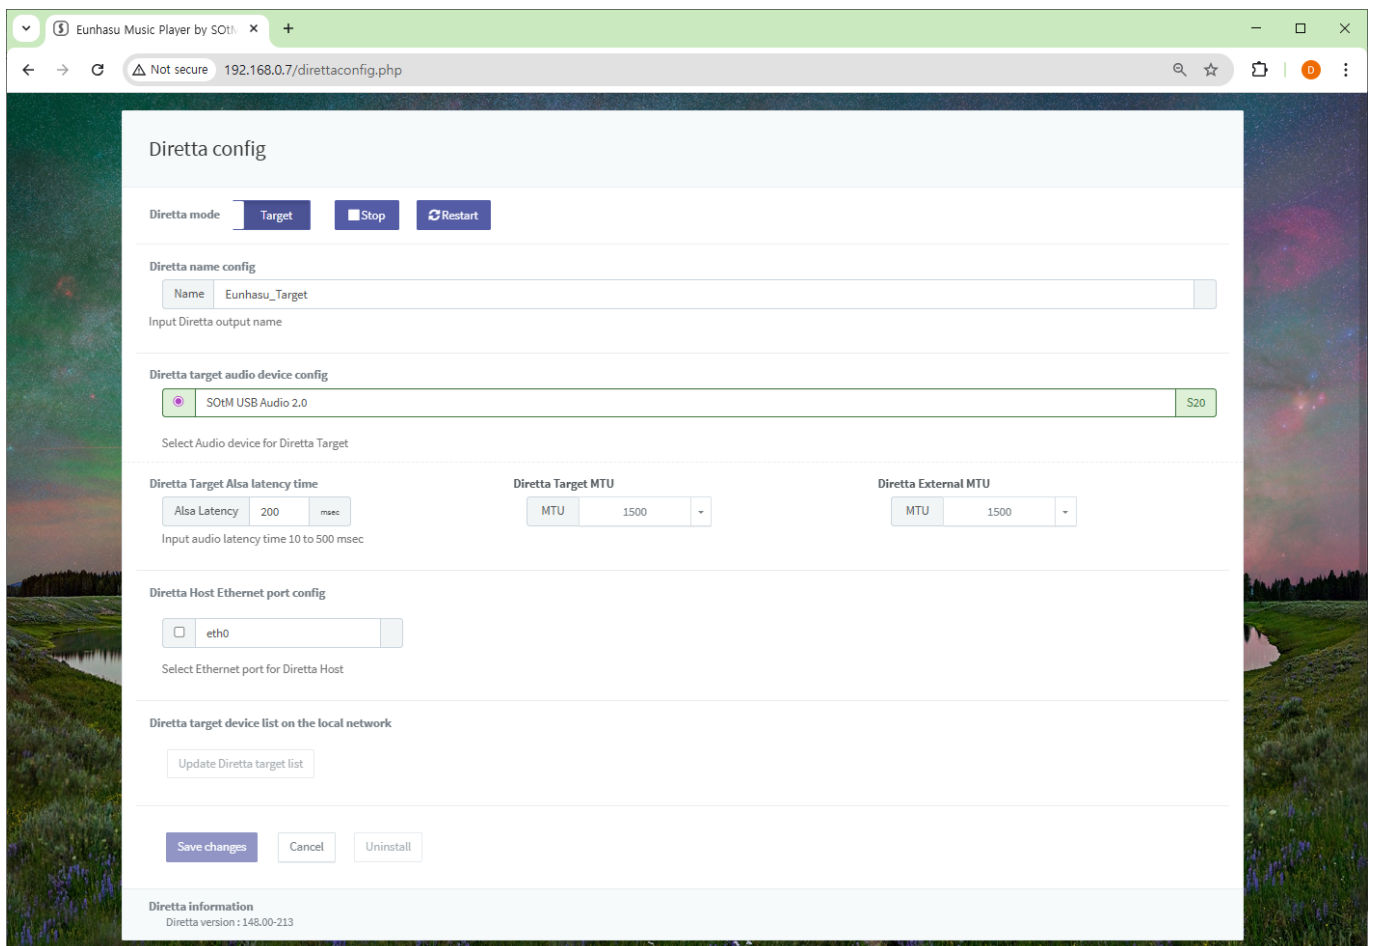 Eunhasu Music Player by SOtM
Not secure 192.168.0.7/direttaconfig.php
D
Diretta config
Diretta mode Target Stop Restart
Diretta name config
Name Eunhasu_Target
Input Diretta output name
Diretta target audio device config
SOtM USB Audio 2.0 S20
Select Audio device for Diretta Target
Diretta Target Alsa latency time Diretta Target MTU Diretta External MTU
Alsa Latency 200 msec MTU 1500 MTU 1500
Input audio latency time 10 to 500 msec
Diretta Host Ethernet port config
eth0
Select Ethernet port for Diretta Host
Diretta target device list on the local network
Update Diretta target list
Save changes Cancel Uninstall
Diretta information
Diretta version : 148.00-213